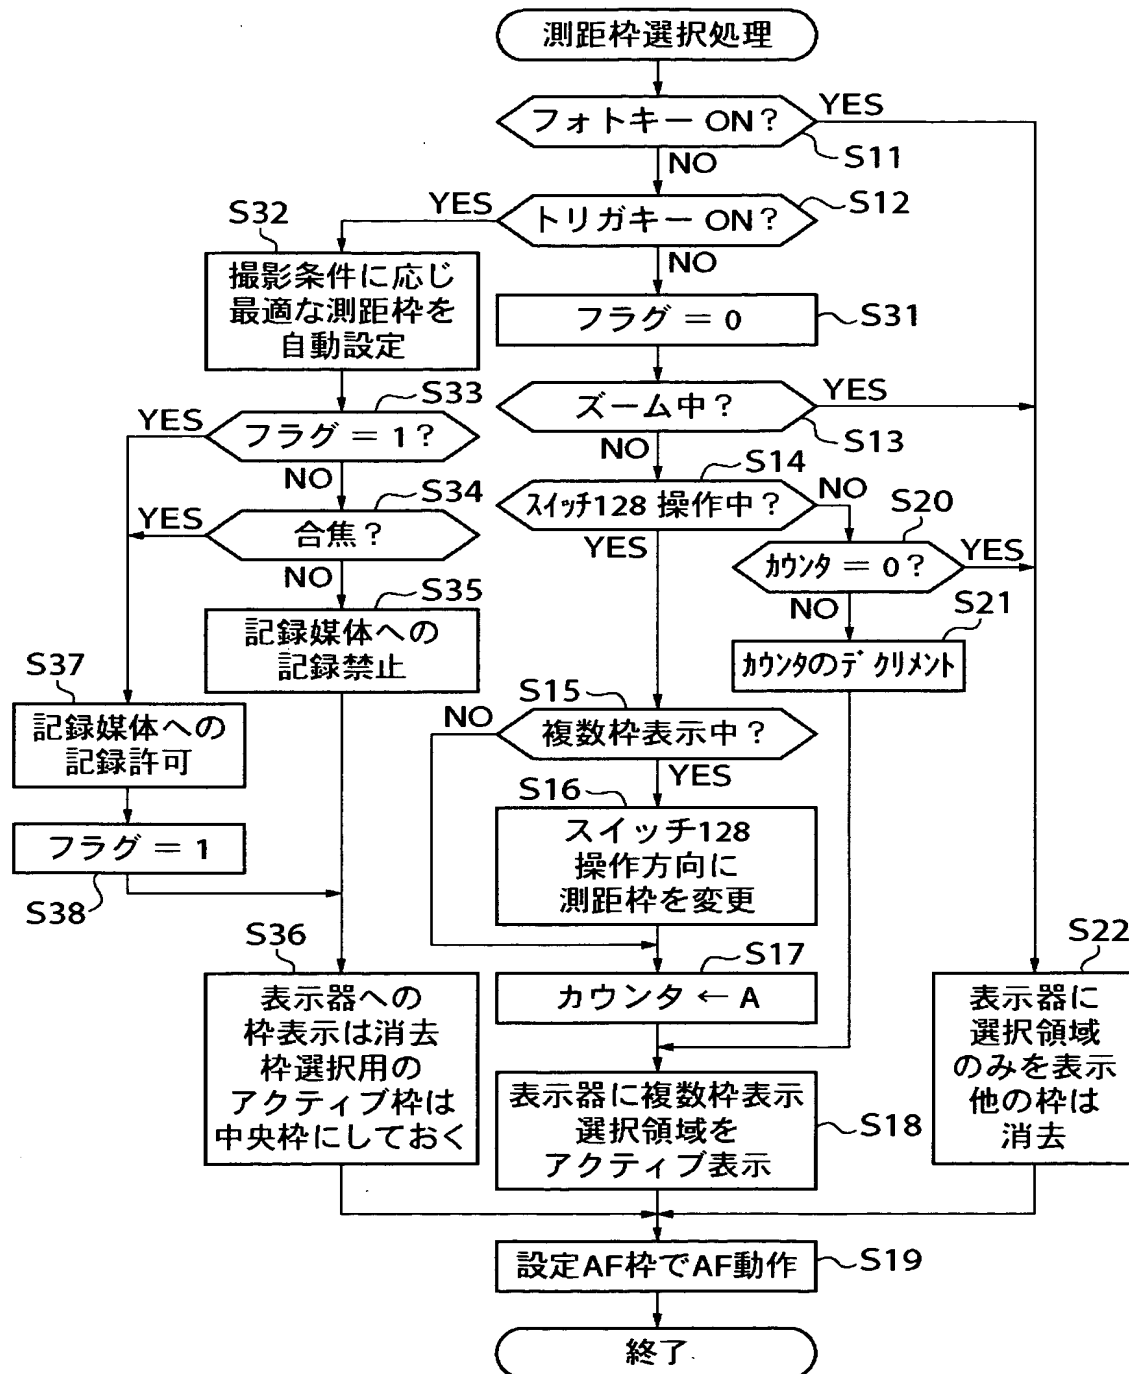 測距枠選択処理
フォトキー ON？
YES
S11
NO
トリガキー ON？
S12
YES
NO
S32
撮影条件に応じ
最適な測距枠を
自動設定
フラグ = 0
S31
S33
フラグ = 1？
YES
NO
ズーム中？
YES
S13
NO
S34
合焦？
YES
NO
S14
スイッチ128 操作中？
NO
YES
S20
カウンタ = 0？
YES
NO
S35
記録媒体への
記録禁止
S21
カウンタのデクリメント
S37
記録媒体への
記録許可
S15
複数枠表示中？
NO
YES
S16
スイッチ128
操作方向に
測距枠を変更
フラグ = 1
S38
S36
表示器への
枠表示は消去
枠選択用の
アクティブ枠は
中央枠にしておく
S17
カウンタ ← A
S22
表示器に
選択領域
のみを表示
他の枠は
消去
表示器に複数枠表示
選択領域を
アクティブ表示
S18
設定AF枠でAF動作
S19
終了